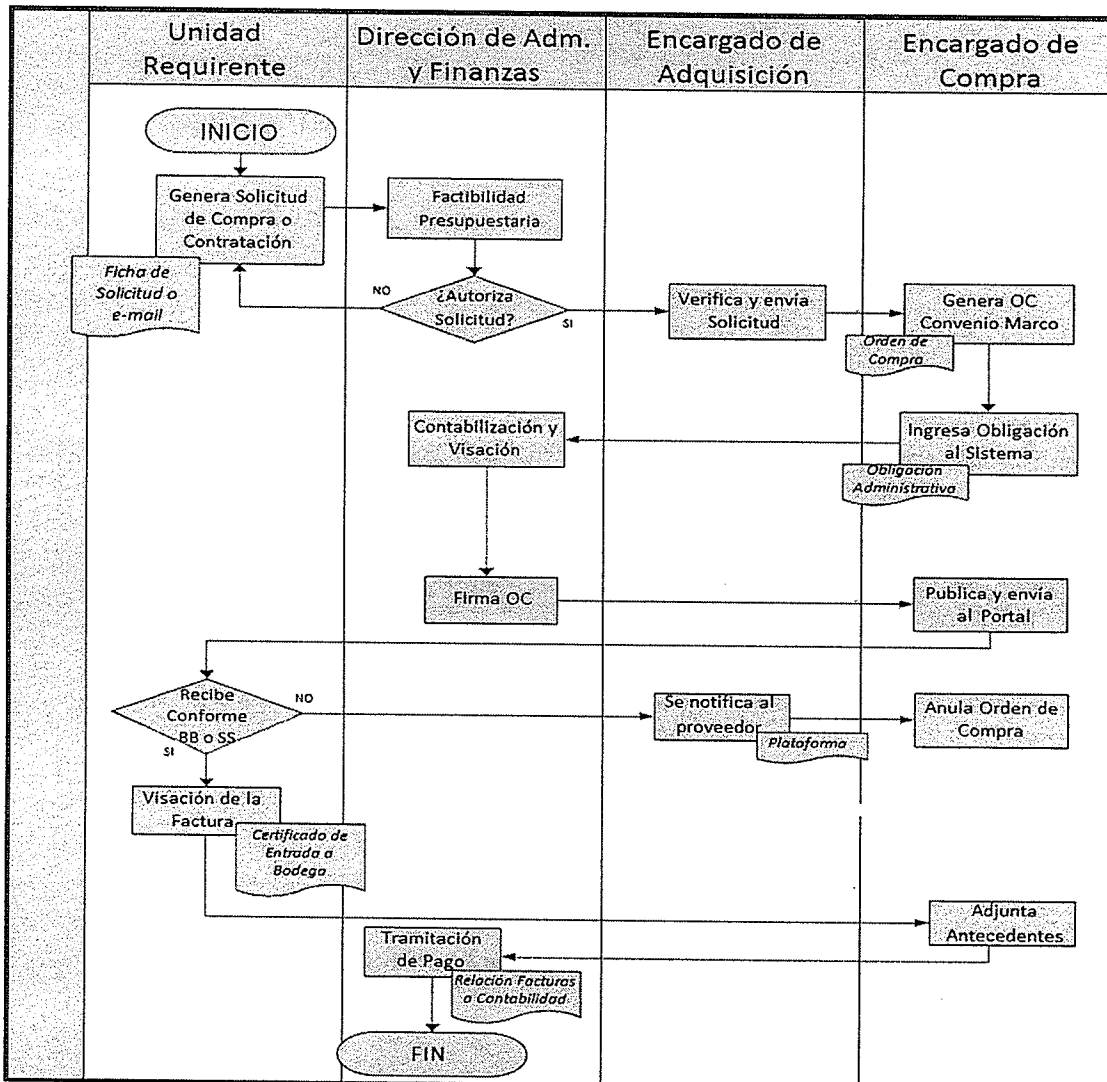 Unidad
Requirente
Dirección de Adm.
y Finanzas
Encargado de
Adquisición
Encargado de
Compra
INICIO
Genera Solicitud
de Compra o
Contratación
Ficha de
Solicitud o
e-mail
Factibilidad
Presupuestaria
NO
¿Autoriza
Solicitud?
SI
Verifica y envía
Solicitud
Genera OC
Convenio Marco
Orden de
Compra
Contabilización y
Visación
Ingresa Obligación
al Sistema
Obligación
Administrativa
Firma OC
Publica y envía
al Portal
Recibe
Conforme
BB o SS
NO
SI
Se notifica al
proveedor
Plataforma
Anula Orden de
Compra
Visación de la
Factura
Certificado de
Entrada a
Bodega
Adjunta
Antecedentes
Tramitación
de Pago
Relación Facturas
a Contabilidad
FIN